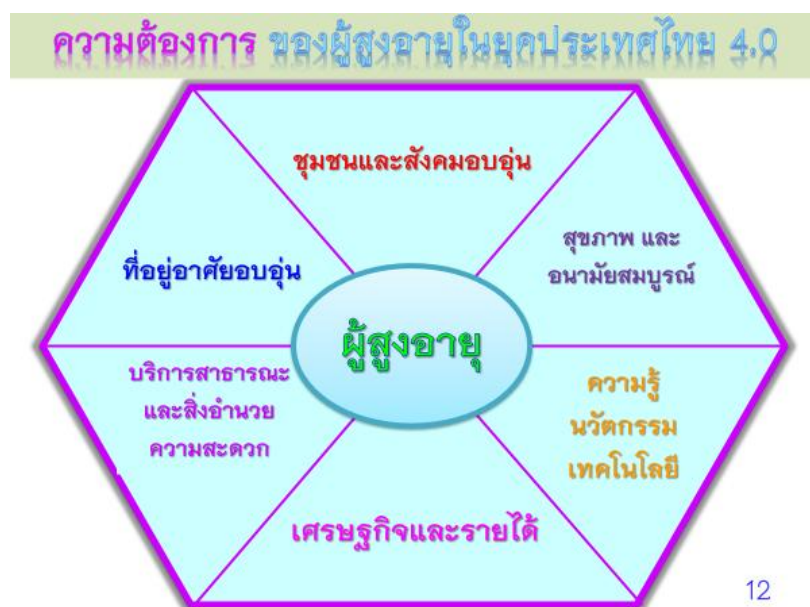 ความต้องการ ของผู้สูงอายุในยุคประเทศไทย 4.0
ชุมชนและสังคมอบอุ่น
สุขภาพ และ
อนามัยสมบูรณ์
ที่อยู่อาศัยอบอุ่น
ผู้สูงอายุ
บริการสาธารณะ
และสิ่งอำนวย
ความสะดวก
ความรู้
นวัตกรรม
เทคโนโลยี
เศรษฐกิจและรายได้
12